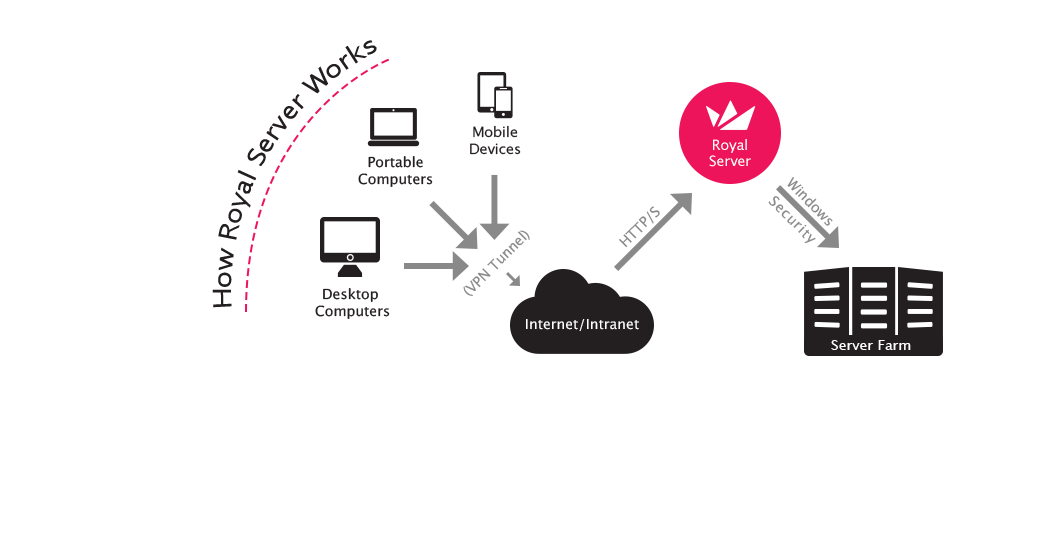 How Royal Server Works
Mobile
Devices
Portable
Computers
Desktop
Computers
(VPN Tunnel)
Internet/Intranet
HTTP/S
Royal
Server
Windows
Security
Server Farm